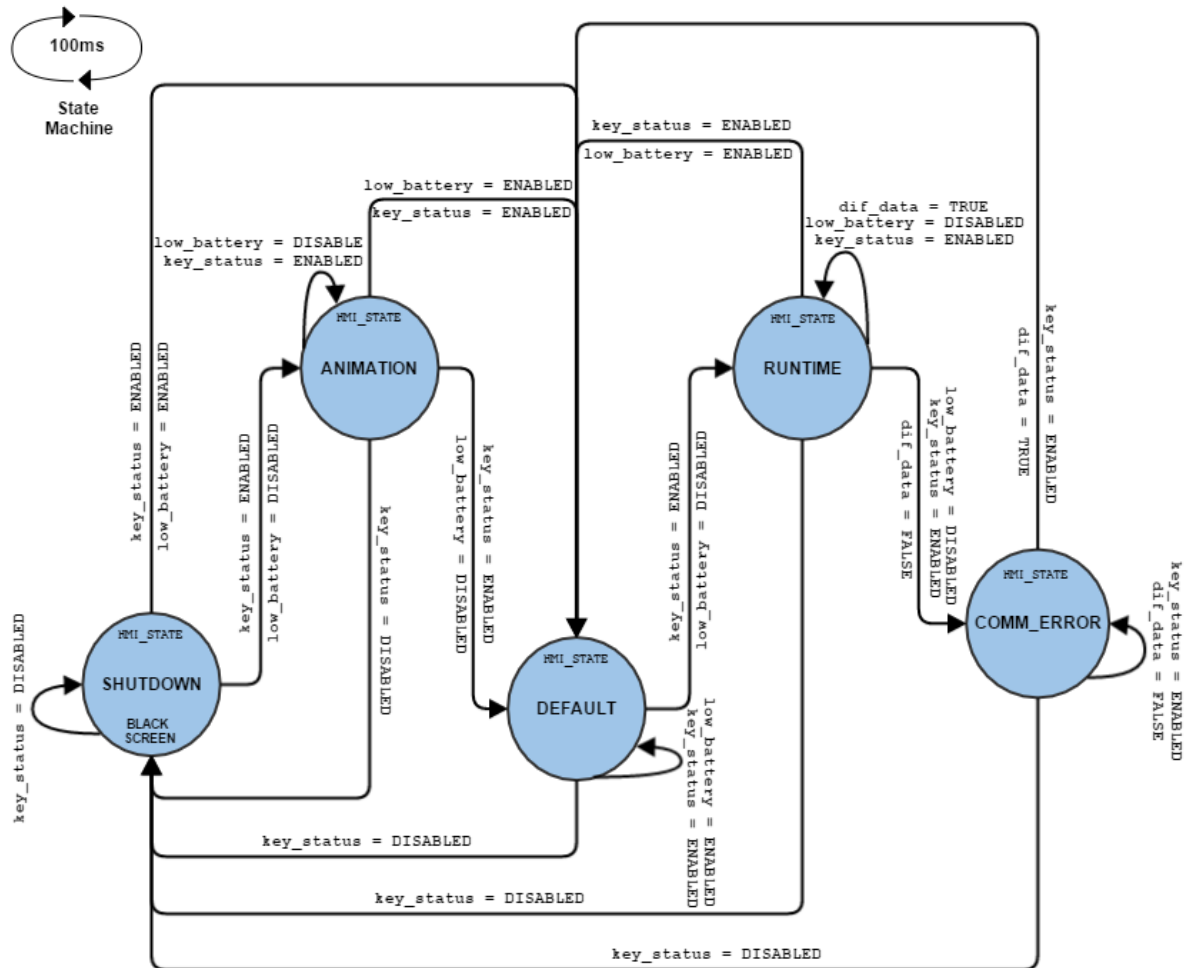 100ms
State
Machine
key_status = ENABLED
low_battery = ENABLED
low_battery = ENABLED
key_status = ENABLED
low_battery = DISABLE
key_status = ENABLED
dif_data = TRUE
low_battery = DISABLED
key_status = ENABLED
HMI_STATE
ANIMATION
HMI_STATE
RUNTIME
key_status = ENABLED
low_battery = ENABLED
key_status = ENABLED
low_battery = DISABLED
key_status = DISABLED
key_status = ENABLED
low_battery = DISABLED
key_status = ENABLED
low_battery = DISABLED
low_battery = DISABLED
key_status = ENABLED
dif_data = FALSE
key_status = ENABLED
dif_data = TRUE
HMI_STATE
COMM_ERROR
key_status = ENABLED
dif_data = FALSE
HMI_STATE
SHUTDOWN
BLACK
SCREEN
key_status = DISABLED
HMI_STATE
DEFAULT
low_battery = ENABLED
key_status = ENABLED
key_status = DISABLED
key_status = DISABLED
key_status = DISABLED